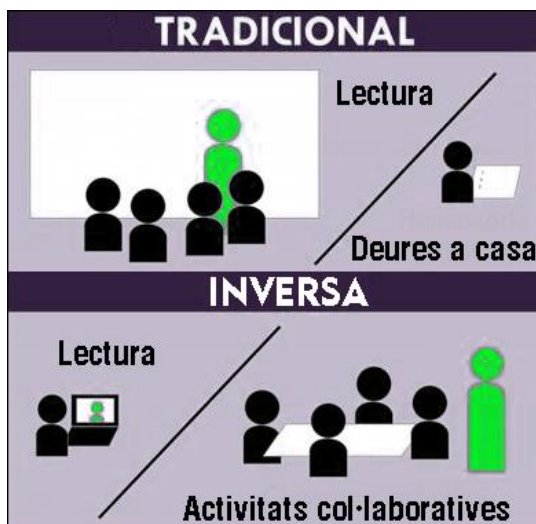 TRADICIONAL
Lectura
Deures a casa
INVERSA
Lectura
Activitats col·laboratives